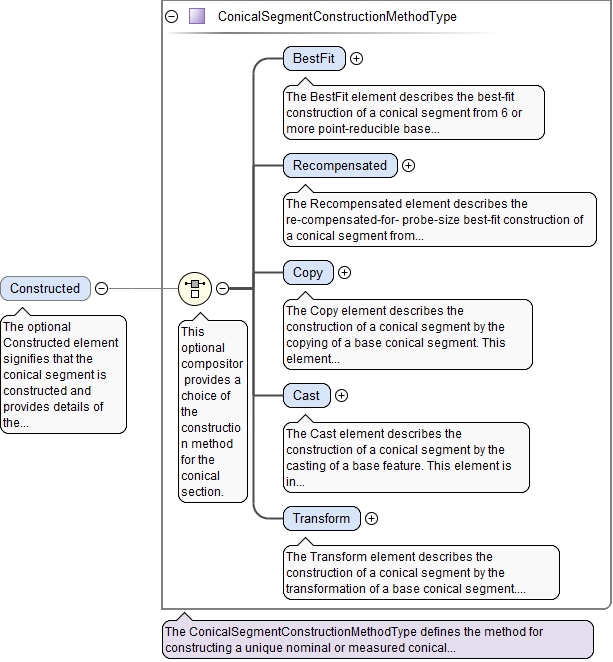 ConicalSegmentConstructionMethodType
BestFit
The BestFit element describes the best-fit
construction of a conical segment from 6 or
more point-reducible base...
Recompensated
The Recompensated element describes the
re-compensated-for- probe-size best-fit construction of
a conical segment from...
Constructed
The optional
Constructed element
signifies that the
conical segment is
constructed and
provides details of
the...
This
optional
compositor
provides a
choice of
the
constructio
n method
for the
conical
section.
Copy
The Copy element describes the
construction of a conical segment by the
copying of a base conical segment. This
element...
Cast
The Cast element describes the
construction of a conical segment by the
casting of a base feature. This element is
in...
Transform
The Transform element describes the
construction of a conical segment by the
transformation of a base conical segment....
The ConicalSegmentConstructionMethodType defines the method for
constructing a unique nominal or measured conical...